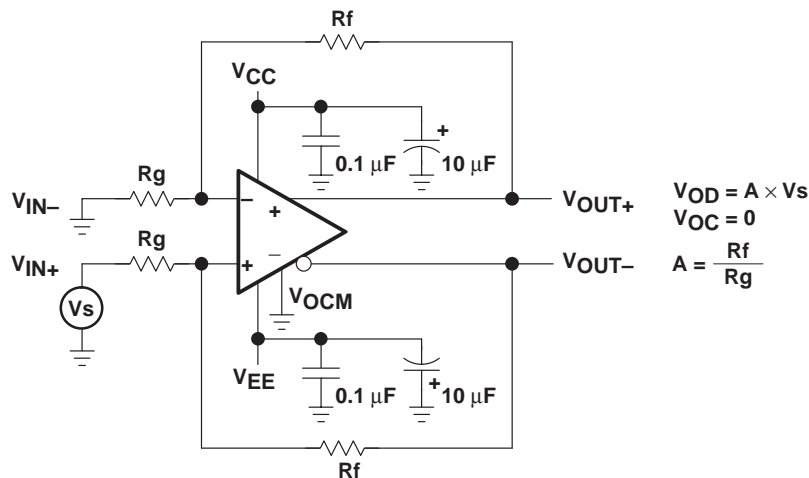 Rf
VCC
+
0.1 μF
10 μF
VIN−
Rg
−
+
VOUT+
VOD = A × Vs
VOC = 0
VIN+
Rg
+
−
VOUT−
A = Rf
Rg
Vs
VOCM
VEE
0.1 μF
+
10 μF
Rf